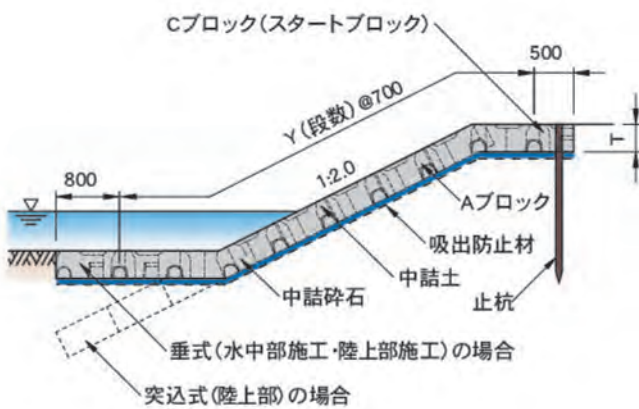 Cブロック(スタートブロック)
500
Y(段数)@700
T
800
1:2.0
Aブロック
吸出防止材
中詰土
中詰砕石
止杭
垂式(水中部施工・陸上部施工)の場合
突込式(陸上部)の場合